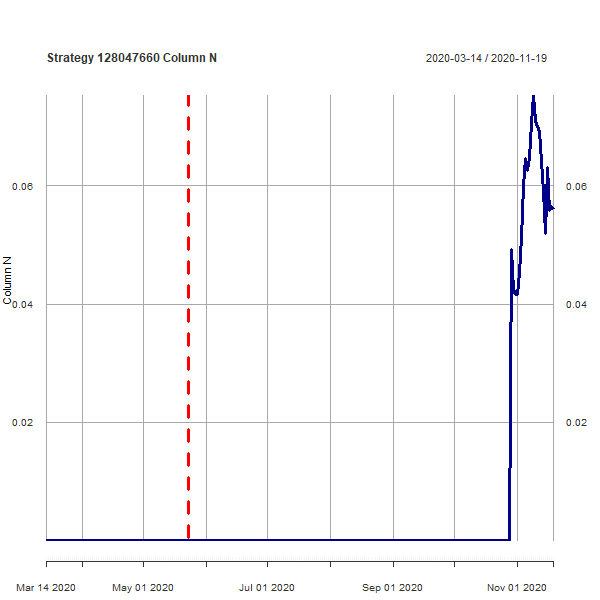 Strategy 128047660 Column N
2020-03-14 / 2020-11-19
0.06
0.06
Column N
0.04
0.04
0.02
0.02
Mar 14 2020
May 01 2020
Jul 01 2020
Sep 01 2020
Nov 01 2020